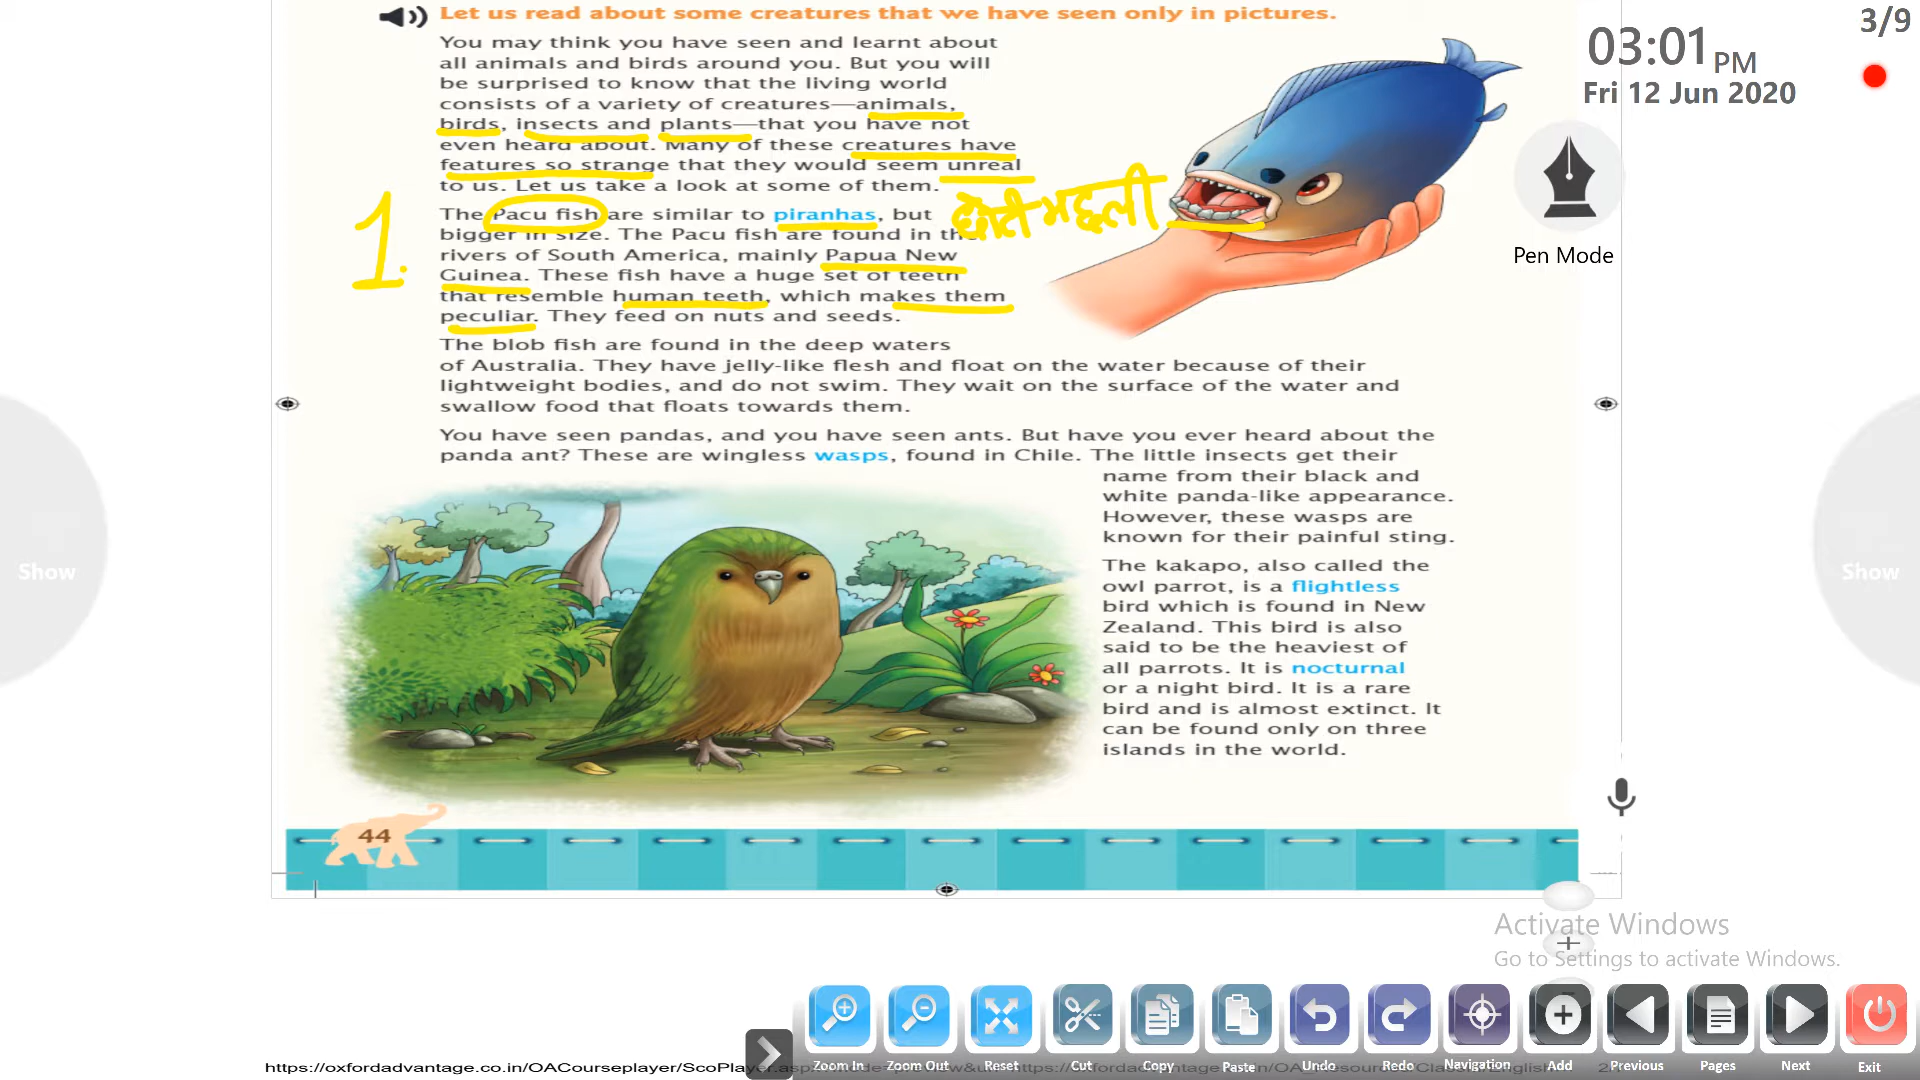 Let us read about some creatures that we have seen only in pictures.
You may think you have seen and learnt about
all animals and birds around you. But you will
be surprised to know that the living world
consists of a variety of creatures—animals,
birds, insects and plants—that you have not
even heard about. Many of these creatures have
features so strange that they would seem unreal
to us. Let us take a look at some of them.
1.
The Pacu fish are similar to piranhas, but
छोटी मछली
bigger in size. The Pacu fish are found in the
rivers of South America, mainly Papua New
Guinea. These fish have a huge set of teeth
that resemble human teeth, which makes them
peculiar. They feed on nuts and seeds.
The blob fish are found in the deep waters
of Australia. They have jelly-like flesh and float on the water because of their
lightweight bodies, and do not swim. They wait on the surface of the water and
swallow food that floats towards them.
You have seen pandas, and you have seen ants. But have you ever heard about the
panda ant? These are wingless wasps, found in Chile. The little insects get their
name from their black and
white panda-like appearance.
However, these wasps are
known for their painful sting.
The kakapo, also called the
owl parrot, is a flightless
bird which is found in New
Zealand. This bird is also
said to be the heaviest of
all parrots. It is nocturnal
or a night bird. It is a rare
bird and is almost extinct. It
can be found only on three
islands in the world.
44
3/9
03:01 PM
Fri 12 Jun 2020
Pen Mode
Show
Show
Activate Windows
Go to Settings to activate Windows.
Zoom In Zoom Out Reset Cut Copy Paste Undo Redo Navigation Add Previous Pages Next Exit
https://oxfordadvantage.co.in/OACourseplayer/ScoPlayer